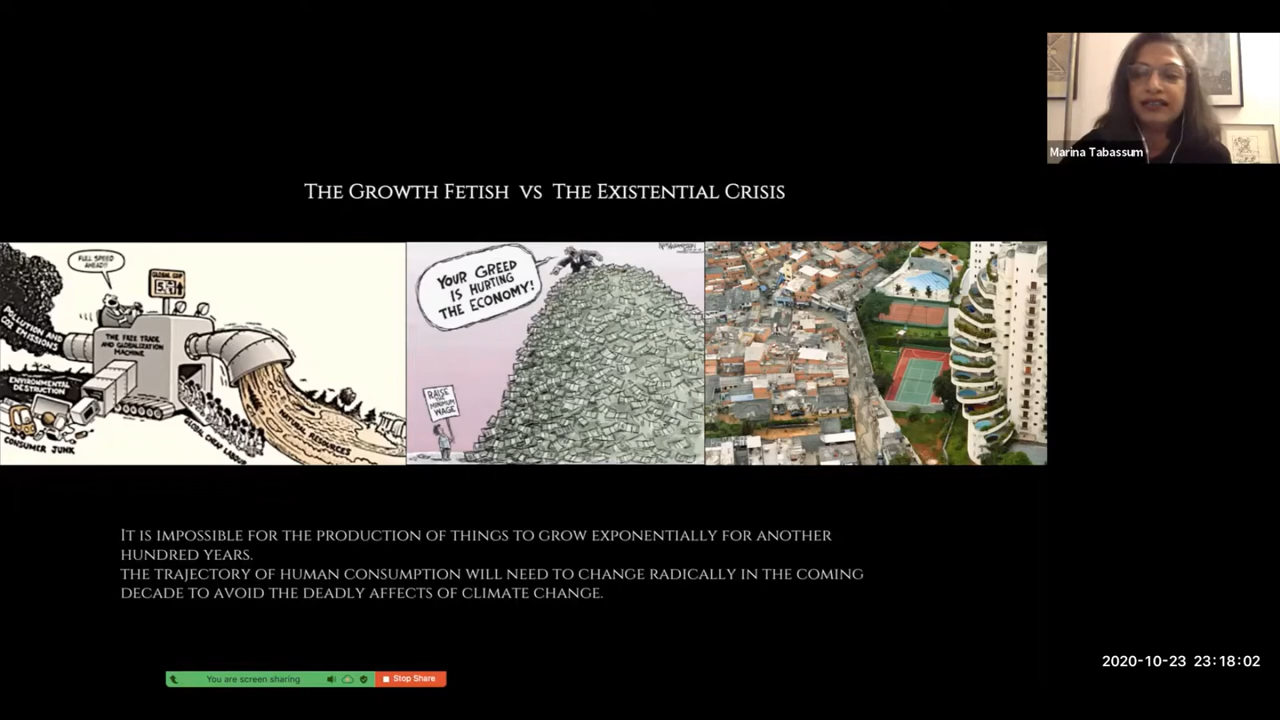 Marina Tabassum
The Growth Fetish vs The Existential Crisis
FULL SPEED
AHEAD!!
GLOBAL GDP
POLLUTION AND
CO2 EMISSIONS
THE FREE TRADE
AND GLOBALIZATION
MACHINE
ENVIRONMENTAL
DESTRUCTION
CONSUMER JUNK
GLOBAL CHEAP LABOUR
NATURAL RESOURCES
YOUR GREED
IS HURTING
THE ECONOMY!
RAISE
MINIMUM
WAGE
It is impossible for the production of things to grow exponentially for another
hundred years.
the trajectory of human consumption will need to change radically in the coming
decade to avoid the deadly affects of climate change.
2020-10-23 23:18:02
You are screen sharing
Stop Share